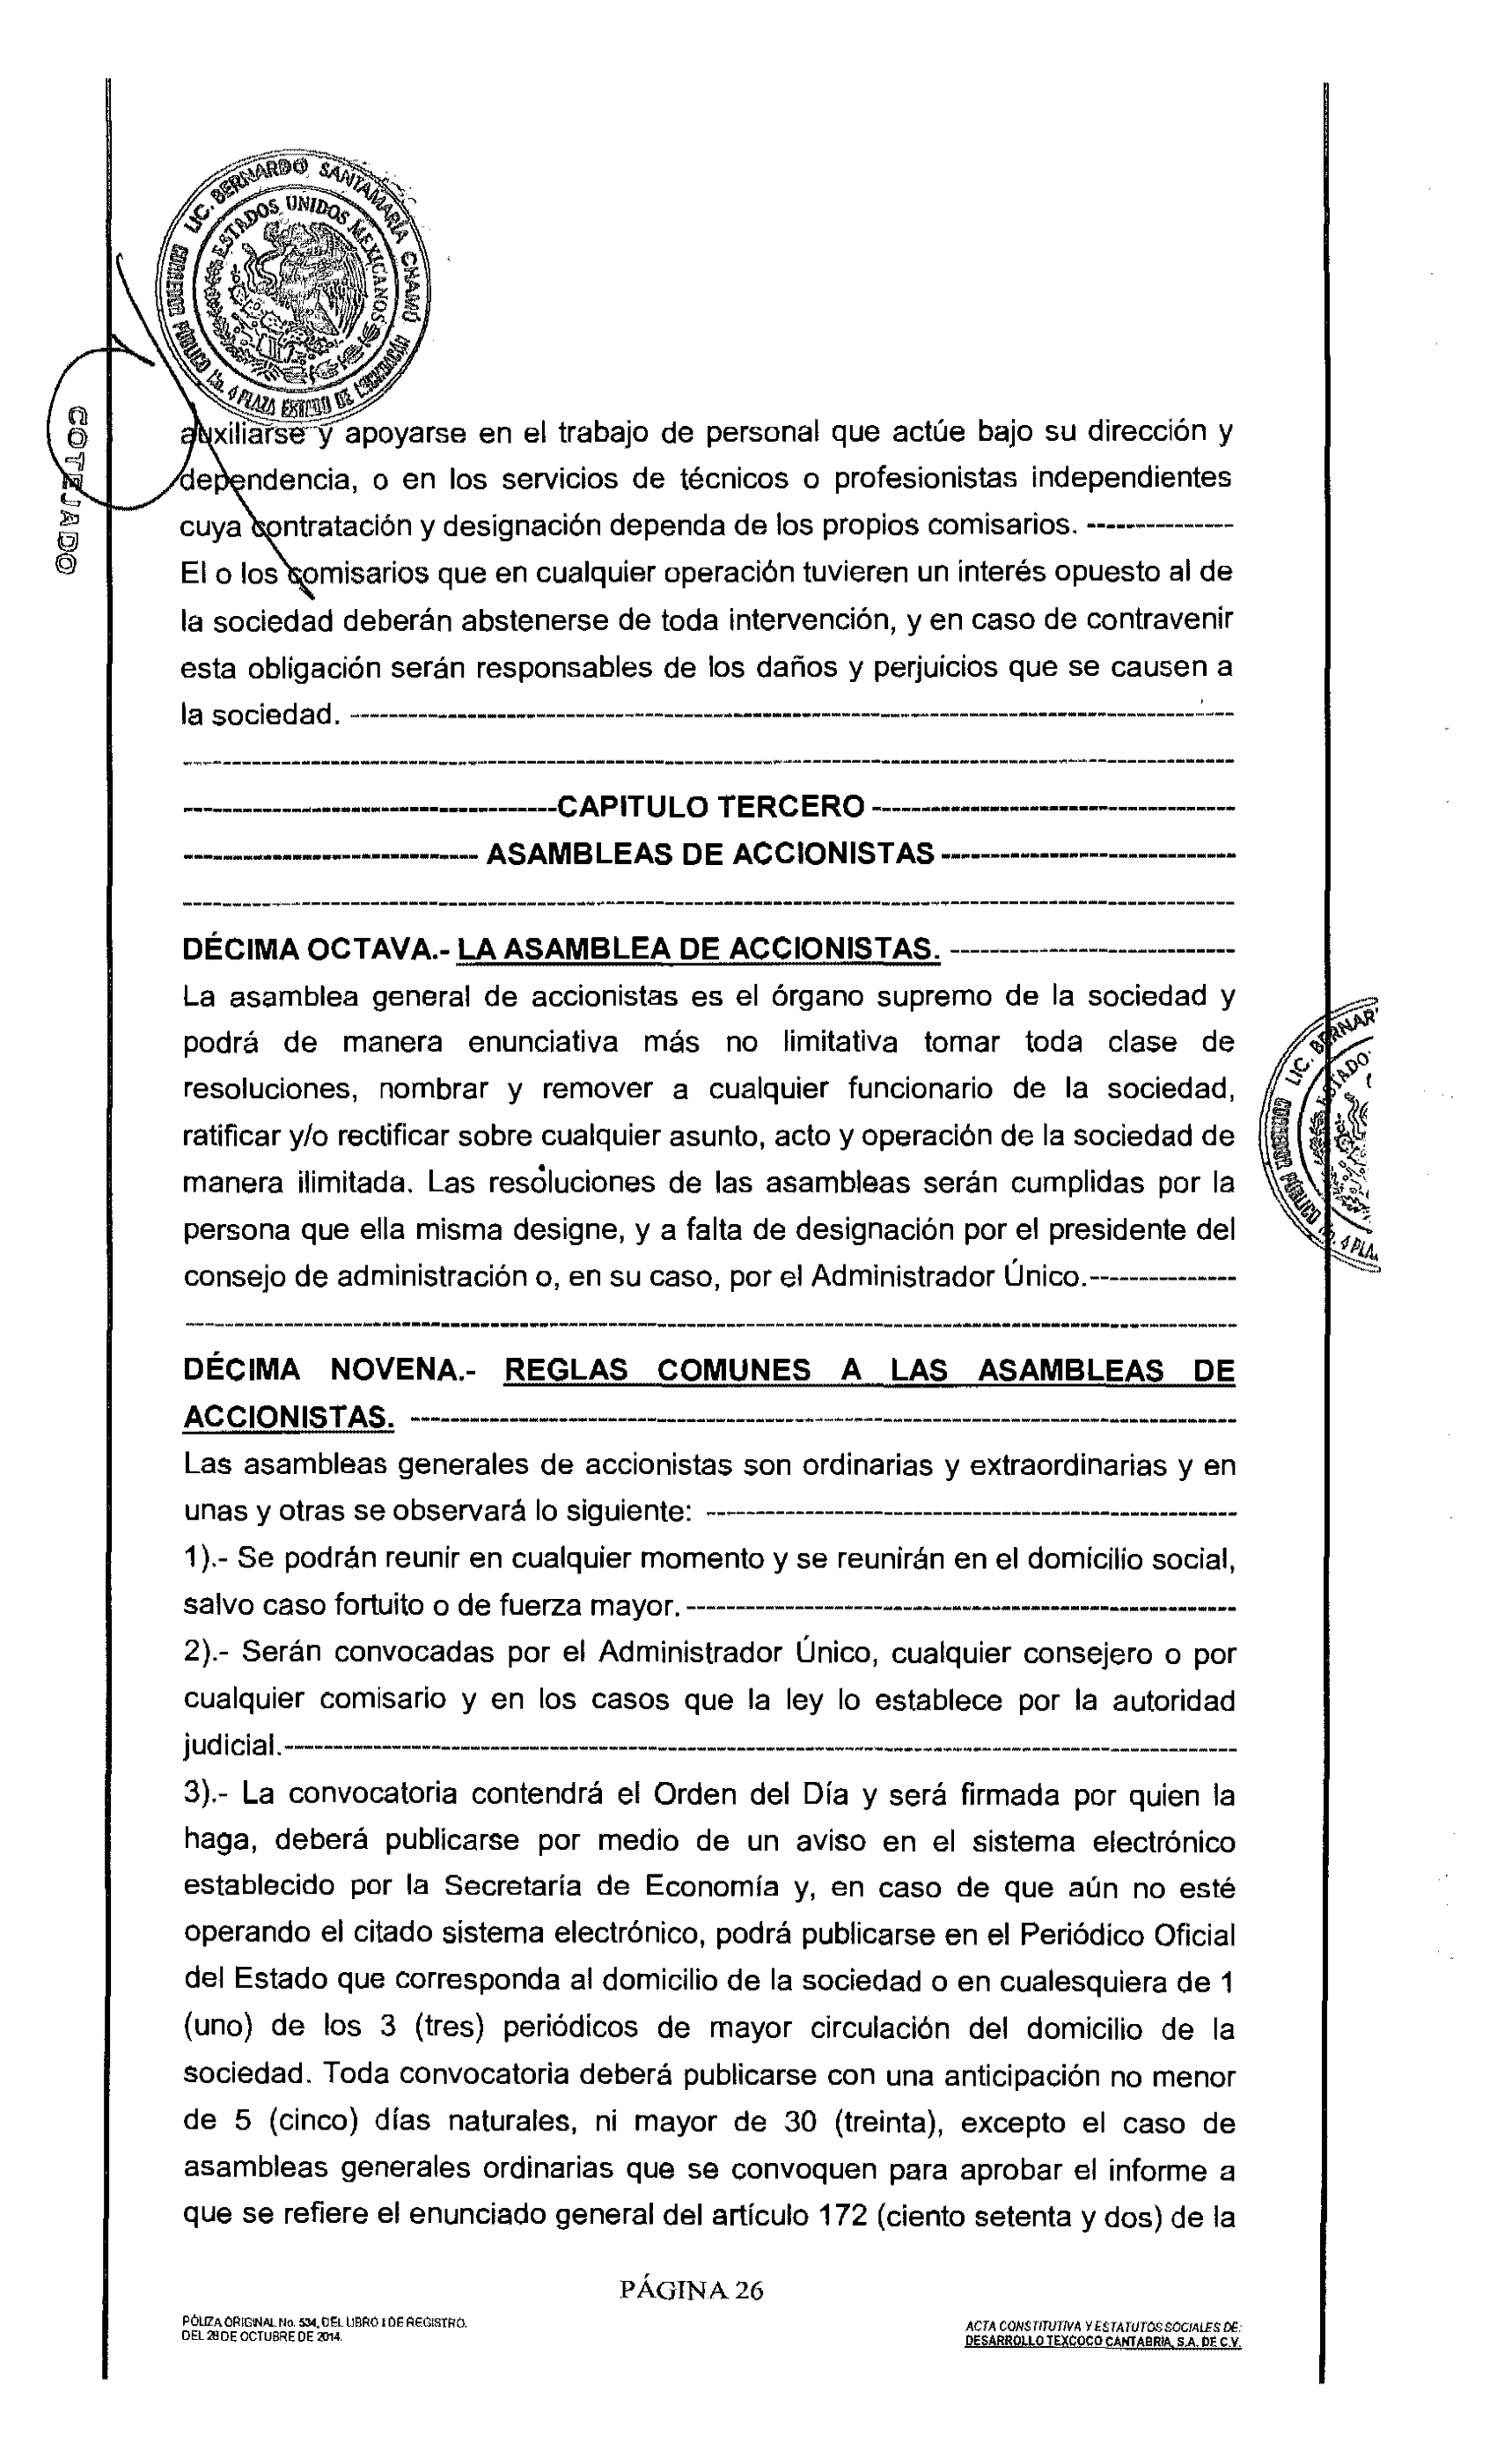 LIC. BERNARDO SANTAMARÍA CHAMÚ
ESTADOS UNIDOS MEXICANOS
CORREDOR PÚBLICO No. 4 PLAZA ESTADO DE
COTEJADO
auxiliarse y apoyarse en el trabajo de personal que actúe bajo su dirección y
dependencia, o en los servicios de técnicos o profesionistas independientes
cuya contratación y designación dependa de los propios comisarios. ---------------
El o los comisarios que en cualquier operación tuvieren un interés opuesto al de
la sociedad deberán abstenerse de toda intervención, y en caso de contravenir
esta obligación serán responsables de los daños y perjuicios que se causen a
la sociedad. ------------------------------------------------------------------------------------------
-----------------------------------------------------------------------------------------------------------
--------------------------------------CAPITULO TERCERO -------------------------------------
------------------------------ ASAMBLEAS DE ACCIONISTAS ------------------------------
-----------------------------------------------------------------------------------------------------------
DÉCIMA OCTAVA.- LA ASAMBLEA DE ACCIONISTAS. -----------------------------
La asamblea general de accionistas es el órgano supremo de la sociedad y
podrá de manera enunciativa más no limitativa tomar toda clase de
resoluciones, nombrar y remover a cualquier funcionario de la sociedad,
ratificar y/o rectificar sobre cualquier asunto, acto y operación de la sociedad de
manera ilimitada. Las resoluciones de las asambleas serán cumplidas por la
persona que ella misma designe, y a falta de designación por el presidente del
consejo de administración o, en su caso, por el Administrador Único.---------------
-----------------------------------------------------------------------------------------------------------
DÉCIMA NOVENA.- REGLAS COMUNES A LAS ASAMBLEAS DE
ACCIONISTAS. ------------------------------------------------------------------------------------
Las asambleas generales de accionistas son ordinarias y extraordinarias y en
unas y otras se observará lo siguiente: ------------------------------------------------------
1).- Se podrán reunir en cualquier momento y se reunirán en el domicilio social,
salvo caso fortuito o de fuerza mayor. --------------------------------------------------------
2).- Serán convocadas por el Administrador Único, cualquier consejero o por
cualquier comisario y en los casos que la ley lo establece por la autoridad
judicial.-------------------------------------------------------------------------------------------------
3).- La convocatoria contendrá el Orden del Día y será firmada por quien la
haga, deberá publicarse por medio de un aviso en el sistema electrónico
establecido por la Secretaría de Economía y, en caso de que aún no esté
operando el citado sistema electrónico, podrá publicarse en el Periódico Oficial
del Estado que corresponda al domicilio de la sociedad o en cualesquiera de 1
(uno) de los 3 (tres) periódicos de mayor circulación del domicilio de la
sociedad. Toda convocatoria deberá publicarse con una anticipación no menor
de 5 (cinco) días naturales, ni mayor de 30 (treinta), excepto el caso de
asambleas generales ordinarias que se convoquen para aprobar el informe a
que se refiere el enunciado general del artículo 172 (ciento setenta y dos) de la
LIC. BERNAR
ESTADO
CORREDOR PÚBLICO No. 4 PLA
PÁGINA 26
PÓLIZA ORIGINAL No. 534, DEL LIBRO I DE REGISTRO.
DEL 28 DE OCTUBRE DE 2014.
ACTA CONSTITUTIVA Y ESTATUTOS SOCIALES DE:
DESARROLLO TEXCOCO CANTABRIA, S.A. DE C.V.